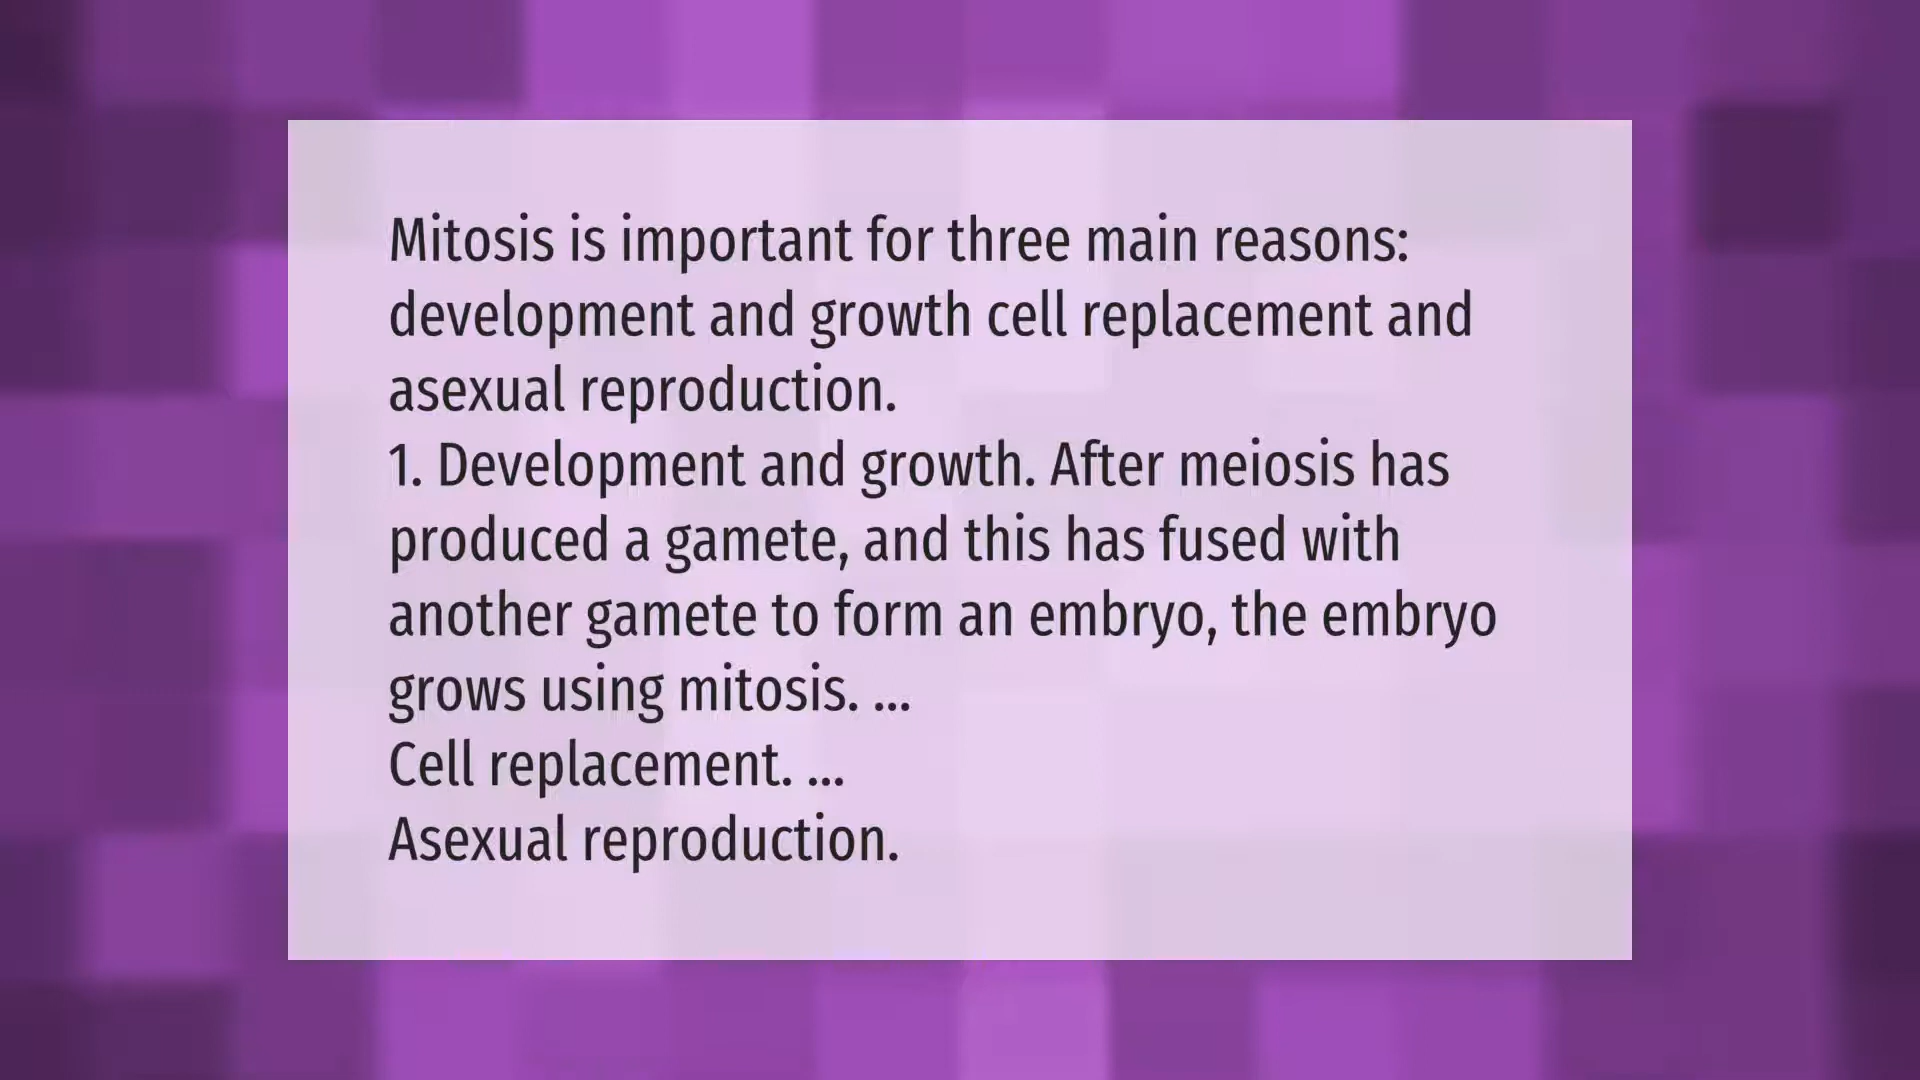 Mitosis is important for three main reasons:
development and growth cell replacement and
asexual reproduction.
1. Development and growth. After meiosis has
produced a gamete, and this has fused with
another gamete to form an embryo, the embryo
grows using mitosis. ...
Cell replacement. ...
Asexual reproduction.